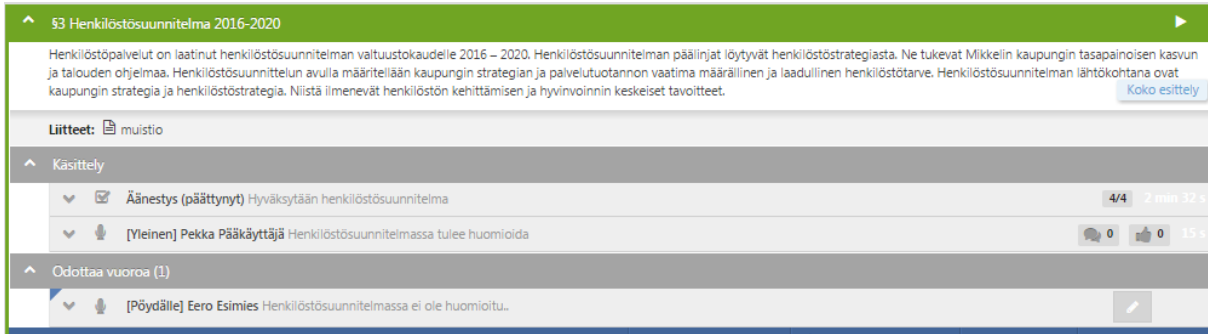 §3 Henkilöstösuunnitelma 2016-2020
Henkilöstöpalvelut on laatinut henkilöstösuunnitelman valtuustokaudelle 2016 – 2020. Henkilöstösuunnitelman päälinjat löytyvät henkilöstöstrategiasta. Ne tukevat Mikkelin kaupungin tasapainoisen kasvun
ja talouden ohjelmaa. Henkilöstösuunnittelun avulla määritellään kaupungin strategian ja palvelutuotannon vaatima määrällinen ja laadullinen henkilöstötarve. Henkilöstösuunnitelman lähtökohtana ovat
kaupungin strategia ja henkilöstöstrategia. Niistä ilmenevät henkilöstön kehittämisen ja hyvinvoinnin keskeiset tavoitteet.
Koko esittely
Liitteet: muistio
Käsittely
Äänestys (päättynyt) Hyväksytään henkilöstösuunnitelma 4/4 2 min 32 s
[Yleinen] Pekka Pääkäyttäjä Henkilöstösuunnitelmassa tulee huomioida 0 0 15 s
Odottaa vuoroa (1)
[Pöydälle] Eero Esimies Henkilöstösuunnitelmassa ei ole huomioitu..